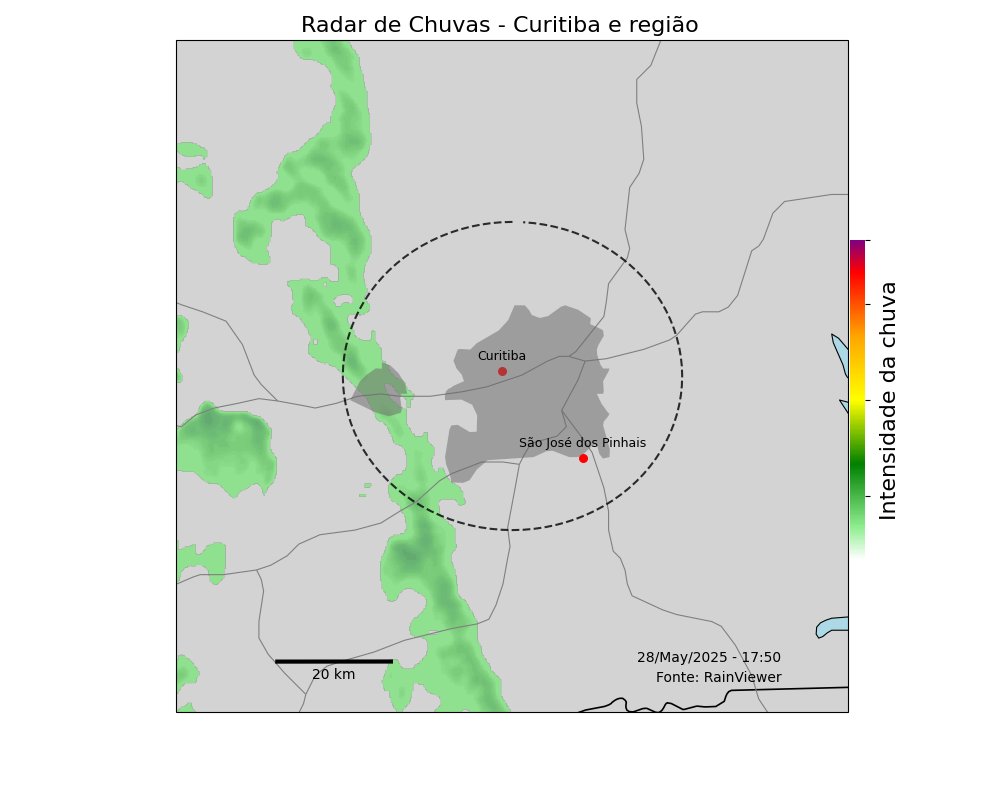 Radar de Chuvas - Curitiba e região
Curitiba
São José dos Pinhais
Intensidade da chuva
28/May/2025 - 17:50
20 km
Fonte: RainViewer